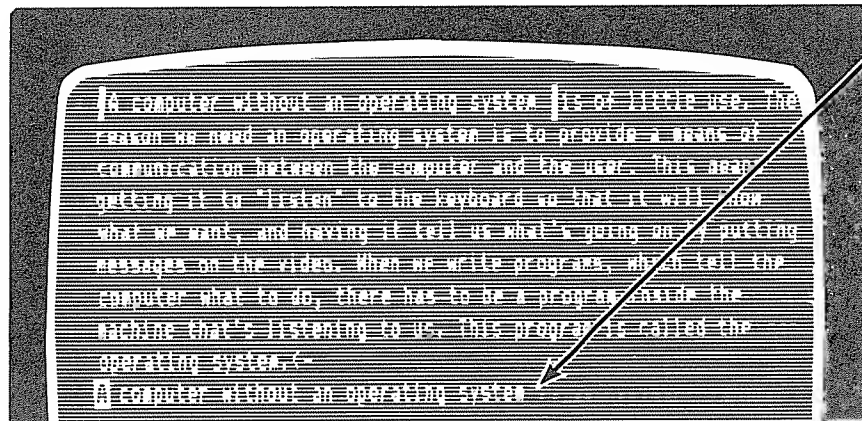 A computer without an operating system is of little use. The
reason we need an operating system is to provide a means of
communication between the computer and the user. This mean
getting it to "listen" to the keyboard so that it will know
what we want, and having it tell us what's going on by putting
messages on the video. When we write programs, which tell the
computer what to do, there has to be a program inside the
machine that's listening to us. This program is called the
operating system.<-
A computer without an operating system